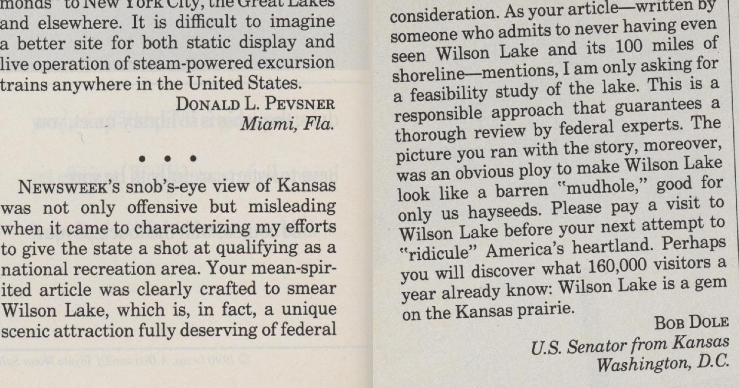 monds" to New York City, the Great Lakes
and elsewhere. It is difficult to imagine
a better site for both static display and
live operation of steam-powered excursion
trains anywhere in the United States.
DONALD L. PEVSNER
Miami, Fla.
• • •
NEWSWEEK's snob's-eye view of Kansas
was not only offensive but misleading
when it came to characterizing my efforts
to give the state a shot at qualifying as a
national recreation area. Your mean-spir-
ited article was clearly crafted to smear
Wilson Lake, which is, in fact, a unique
scenic attraction fully deserving of federal
consideration. As your article—written by
someone who admits to never having even
seen Wilson Lake and its 100 miles of
shoreline—mentions, I am only asking for
a feasibility study of the lake. This is a
responsible approach that guarantees a
thorough review by federal experts. The
picture you ran with the story, moreover,
was an obvious ploy to make Wilson Lake
look like a barren "mudhole," good for
only us hayseeds. Please pay a visit to
Wilson Lake before your next attempt to
"ridicule" America's heartland. Perhaps
you will discover what 160,000 visitors a
year already know: Wilson Lake is a gem
on the Kansas prairie.
BOB DOLE
U.S. Senator from Kansas
Washington, D.C.